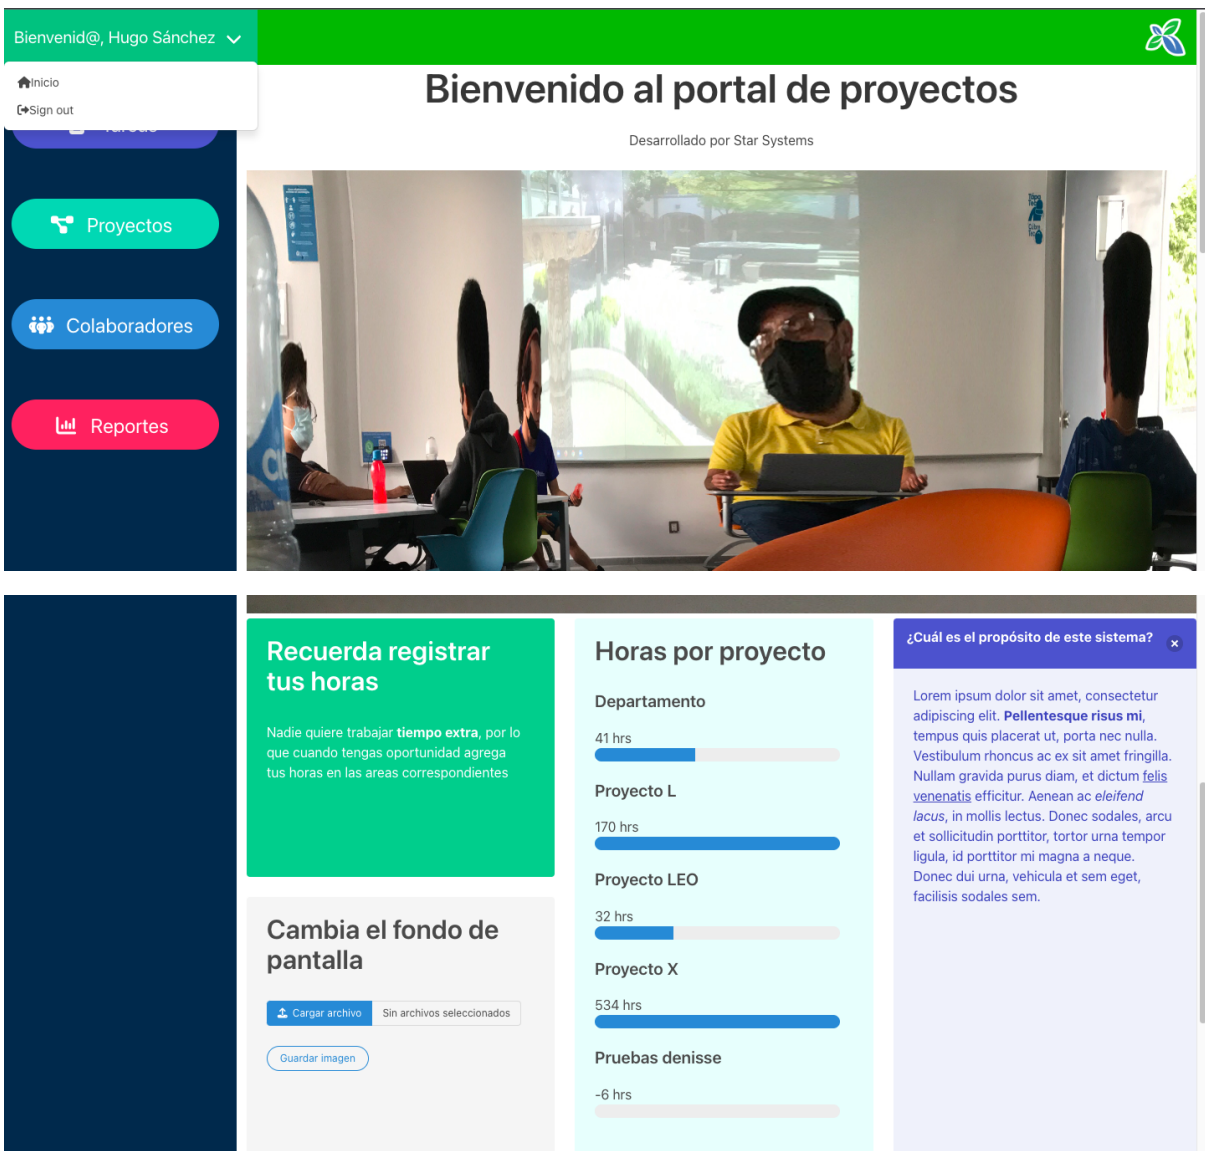 Bienvenid@, Hugo Sánchez
Inicio
Sign out
Bienvenido al portal de proyectos
Desarrollado por Star Systems
Proyectos
Colaboradores
Reportes
Recuerda registrar
tus horas
Nadie quiere trabajar tiempo extra, por lo
que cuando tengas oportunidad agrega
tus horas en las areas correspondientes
Cambia el fondo de
pantalla
Cargar archivo Sin archivos seleccionados
Guardar imagen
Horas por proyecto
Departamento
41 hrs
Proyecto L
170 hrs
Proyecto LEO
32 hrs
Proyecto X
534 hrs
Pruebas denisse
-6 hrs
¿Cuál es el propósito de este sistema?
Lorem ipsum dolor sit amet, consectetur
adipiscing elit. Pellentesque risus mi,
tempus quis placerat ut, porta nec nulla.
Vestibulum rhoncus ac ex sit amet fringilla.
Nullam gravida purus diam, et dictum felis
venenatis efficitur. Aenean ac eleifend
lacus, in mollis lectus. Donec sodales, arcu
et sollicitudin porttitor, tortor urna tempor
ligula, id porttitor mi magna a neque.
Donec dui urna, vehicula et sem eget,
facilisis sodales sem.